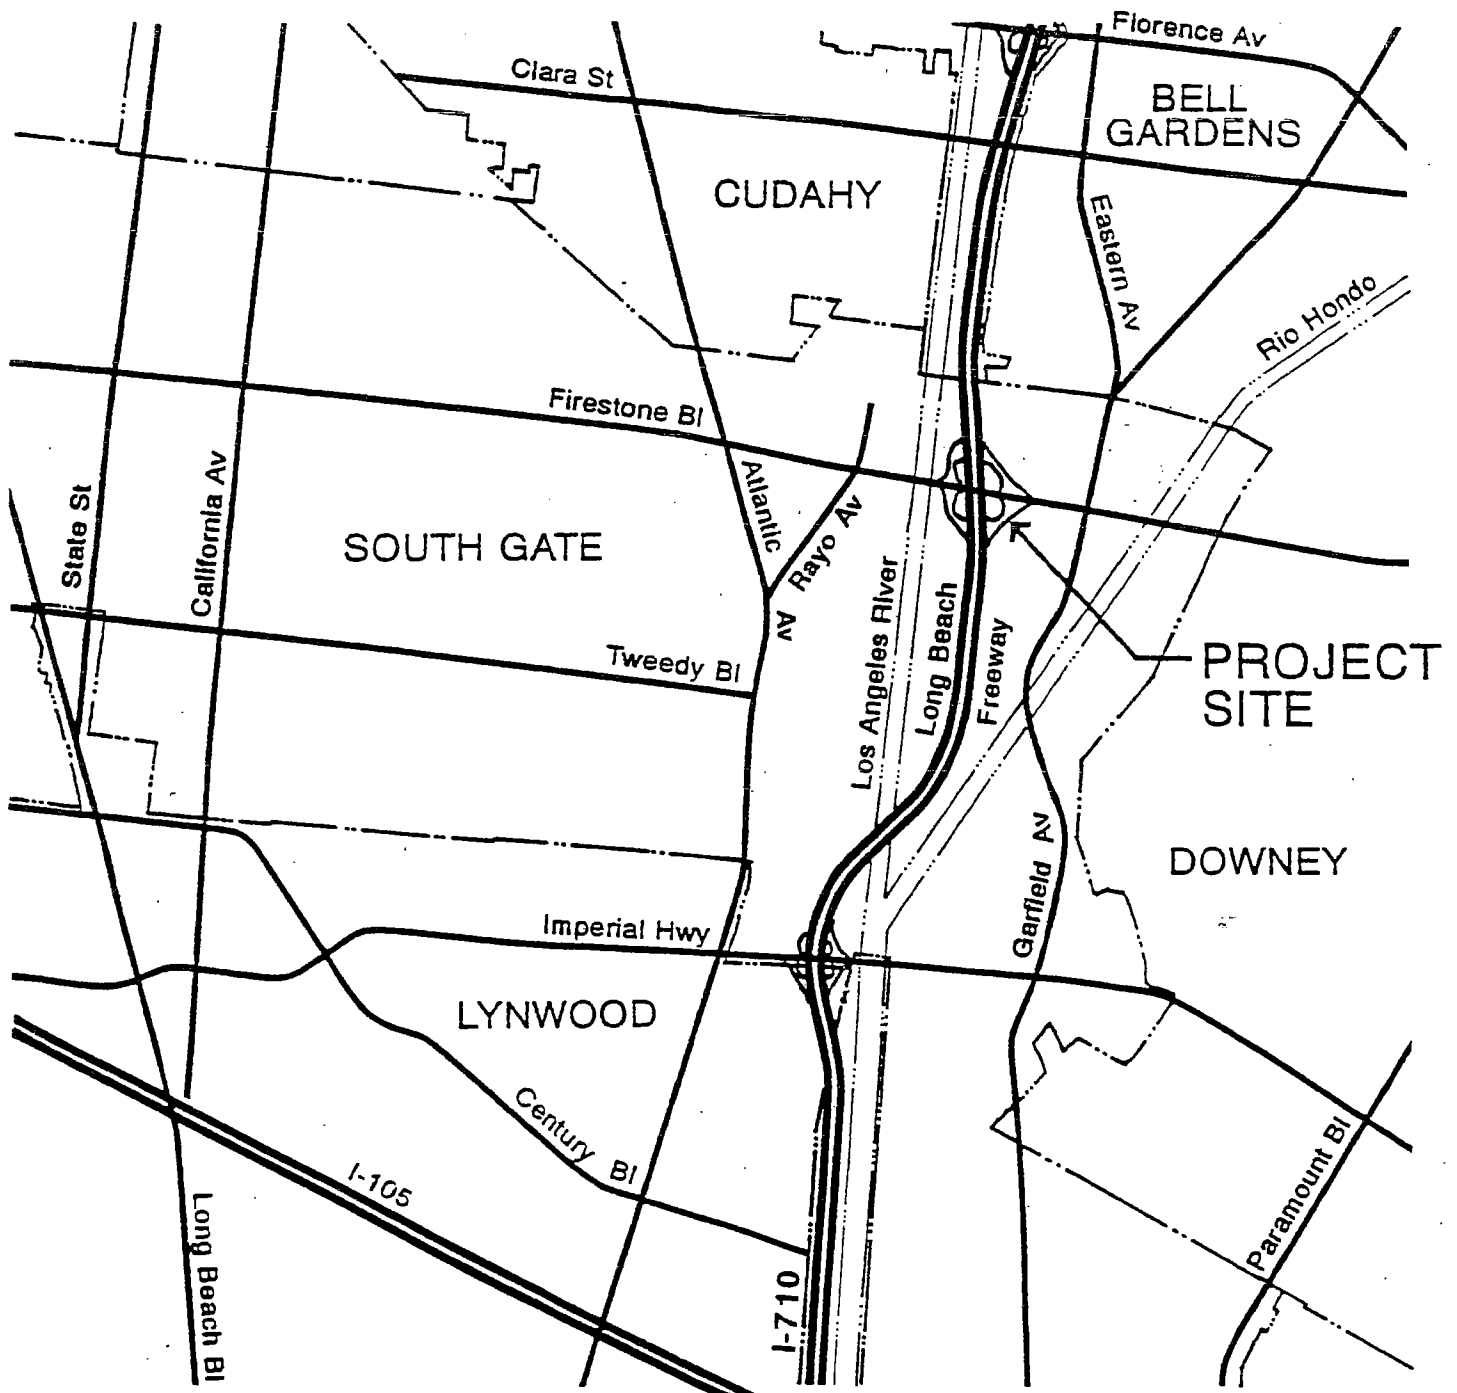 Florence Av
Clara St
BELL
GARDENS
CUDAHY
Eastern Av
Rio Hondo
Firestone Bl
Atlantic
Av
Rayo Av
State St
California Av
SOUTH GATE
Los Angeles River
Long Beach
Freeway
Tweedy Bl
PROJECT
SITE
Garfield Av
DOWNEY
Imperial Hwy
LYNWOOD
Century Bl
I-105
Paramount Bl
Long Beach Bl
I-710